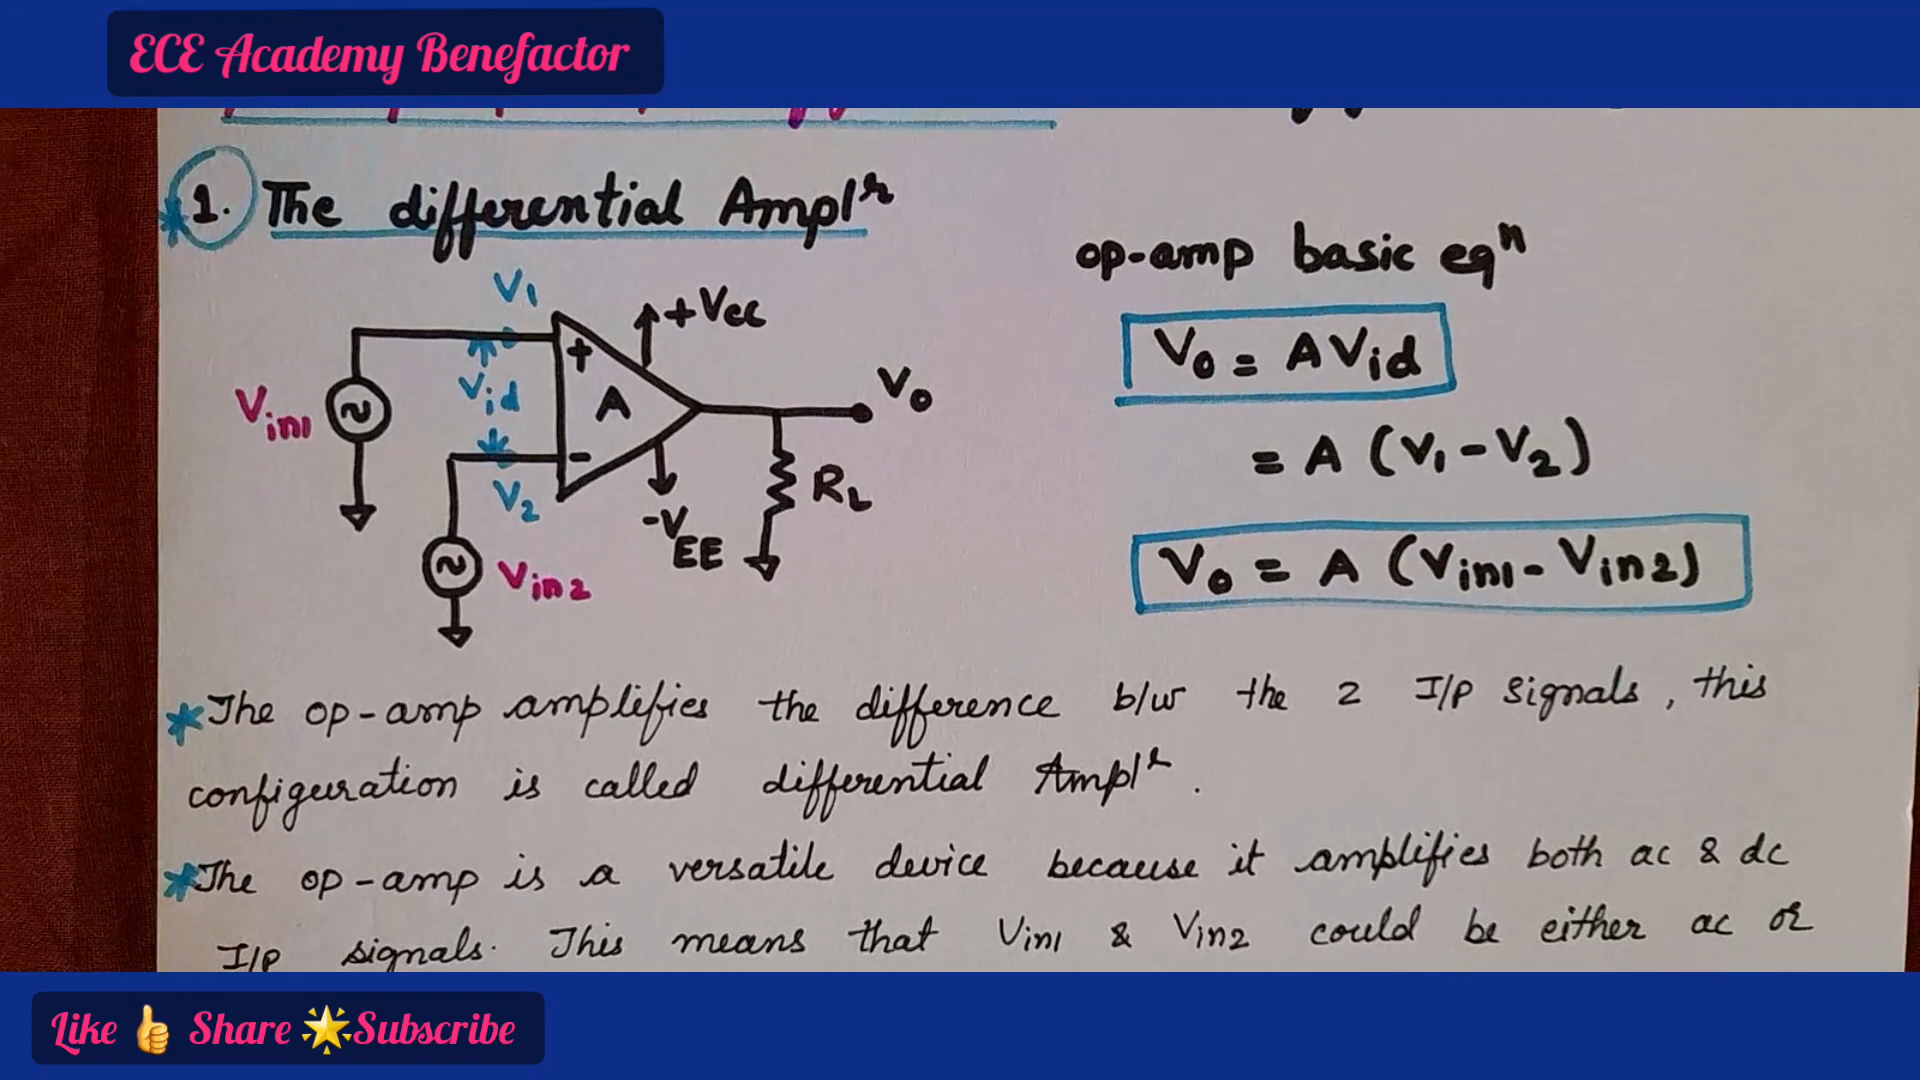 ECE Academy Benefactor
1. The differential Ampl^r
op-amp basic eq^n
V1
+Vcc
Vo = AVid
+
Vid
Vo
Vin1
A
= A (V1 - V2)
-
V2
RL
-VEE
Vin2
Vo = A (Vin1 - Vin2)
*The op-amp amplifies the difference b/w the 2 I/P signals, this
configuration is called differential Ampl^r.
*The op-amp is a versatile device because it amplifies both ac & dc
I/P signals. This means that Vin1 & Vin2 could be either ac or
Like 👍 Share 🌟Subscribe